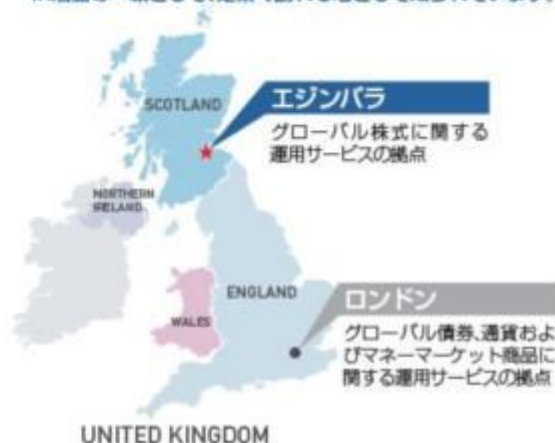 SCOTLAND
エジンバラ
グローバル株式に関する
運用サービスの拠点
NORTHERN
IRELAND
ENGLAND
WALES
ロンドン
グローバル債券、通貨およ
びマネーマーケット商品に
関する運用サービスの拠点
UNITED KINGDOM